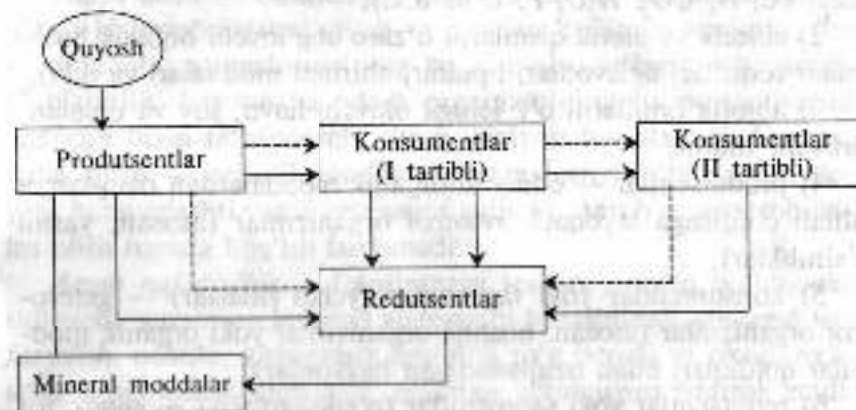 Quyosh
Produtsentlar
Konsumentlar
(I tartibli)
Konsumentlar
(II tartibli)
Redutsentlar
Mineral moddalar